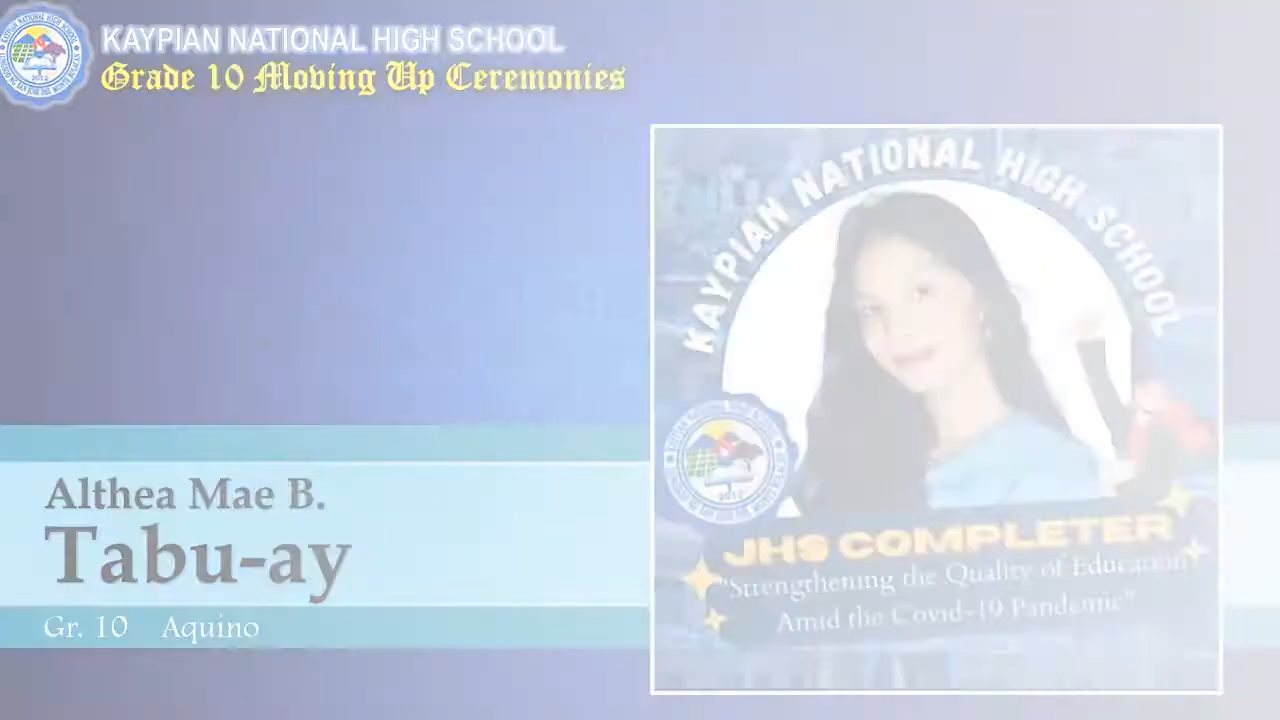 KAYPIAN NATIONAL HIGH SCHOOL
Grade 10 Moving Up Ceremonies
KAYPIAN NATIONAL HIGH SCHOOL
JHS COMPLETER
"Strengthening the Quality of Education
Amid the Covid-19 Pandemic"
Althea Mae B.
Tabu-ay
Gr. 10 Aquino
2012